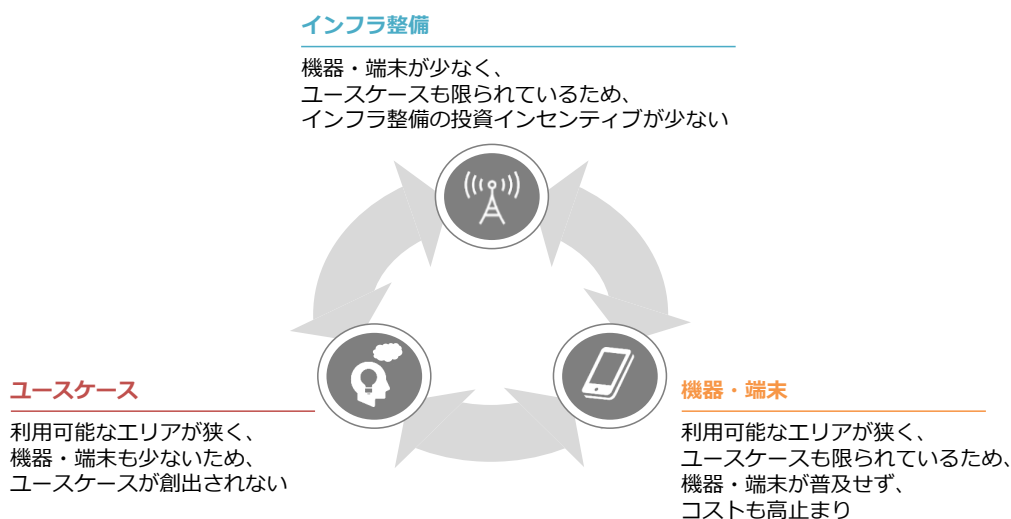 インフラ整備
機器・端末が少なく、
ユースケースも限られているため、
インフラ整備の投資インセンティブが少ない
ユースケース
利用可能なエリアが狭く、
機器・端末も少ないため、
ユースケースが創出されない
機器・端末
利用可能なエリアが狭く、
ユースケースも限られているため、
機器・端末が普及せず、
コストも高止まり